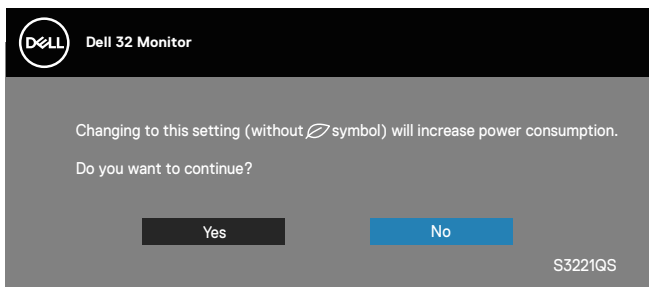 DELL
Dell 32 Monitor
Changing to this setting (without symbol) will increase power consumption.
Do you want to continue?
Yes
No
S3221QS